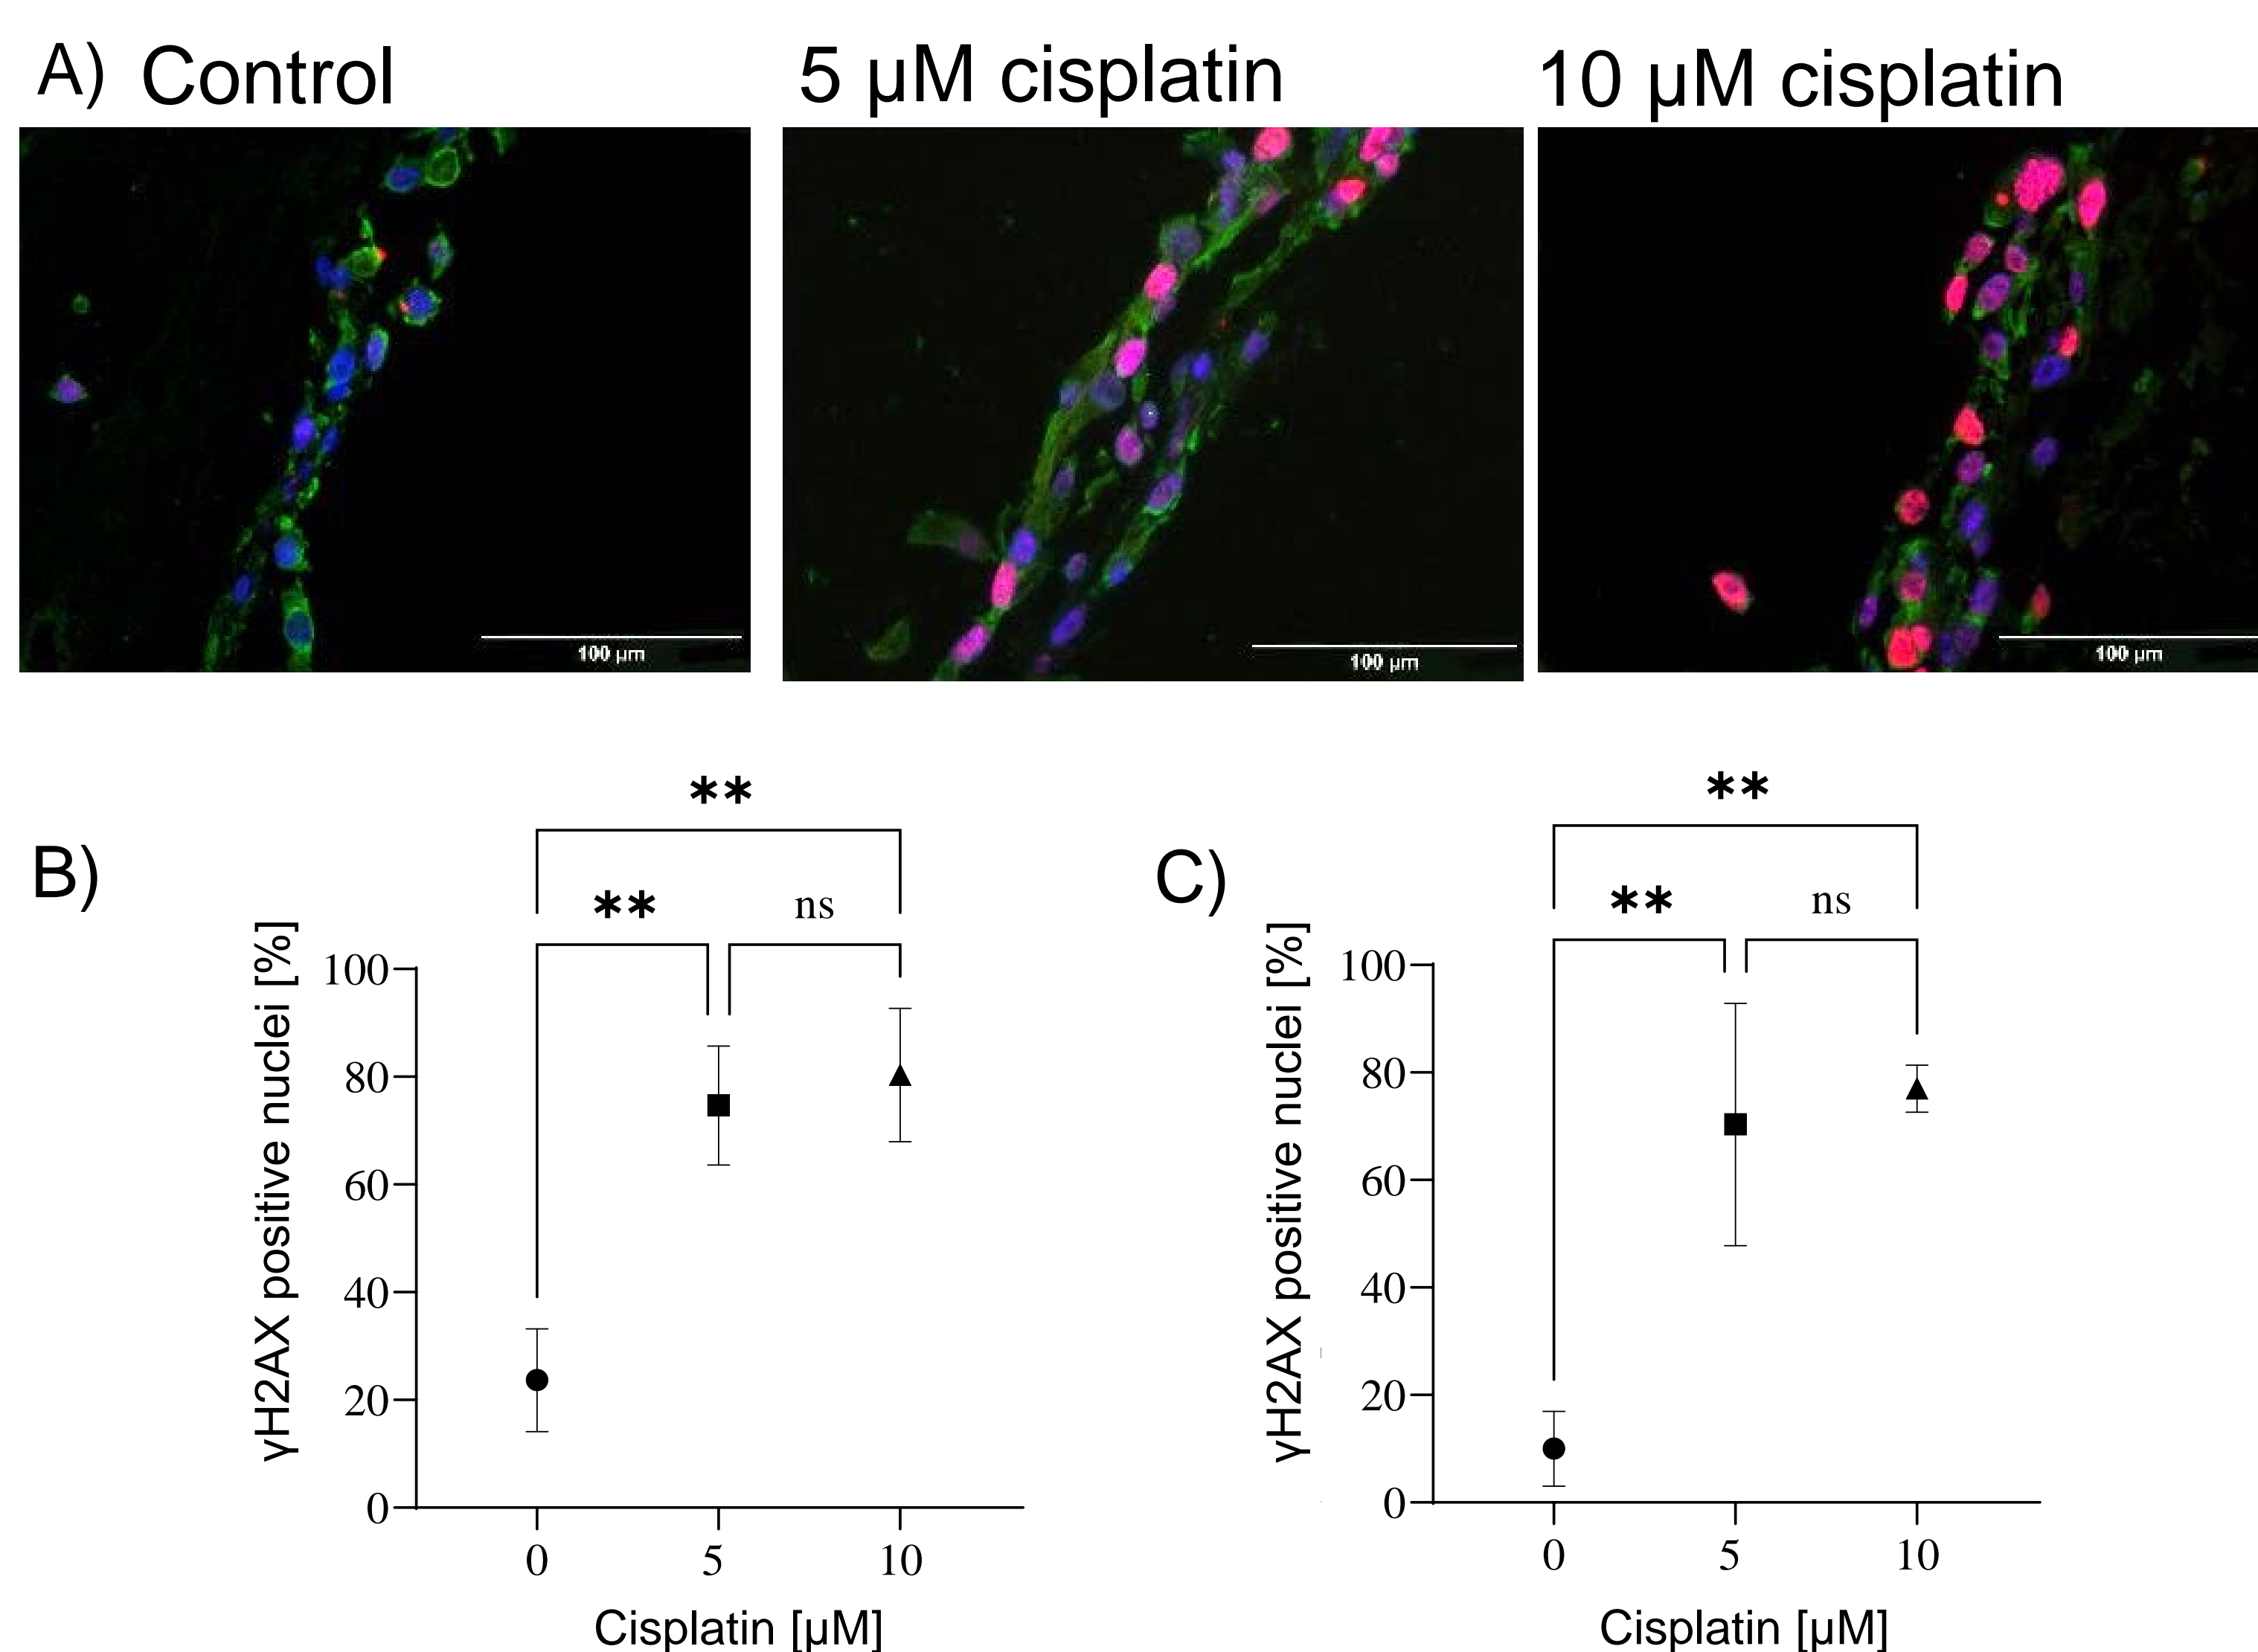 A) Control
5 µM cisplatin
10 µM cisplatin
100 µm
100 µm
100 µm
B)
**
**
ns
γH2AX positive nuclei [%]
100
80
60
40
20
0
0
5
10
Cisplatin [µM]
C)
**
**
ns
γH2AX positive nuclei [%]
100
80
60
40
20
0
0
5
10
Cisplatin [µM]